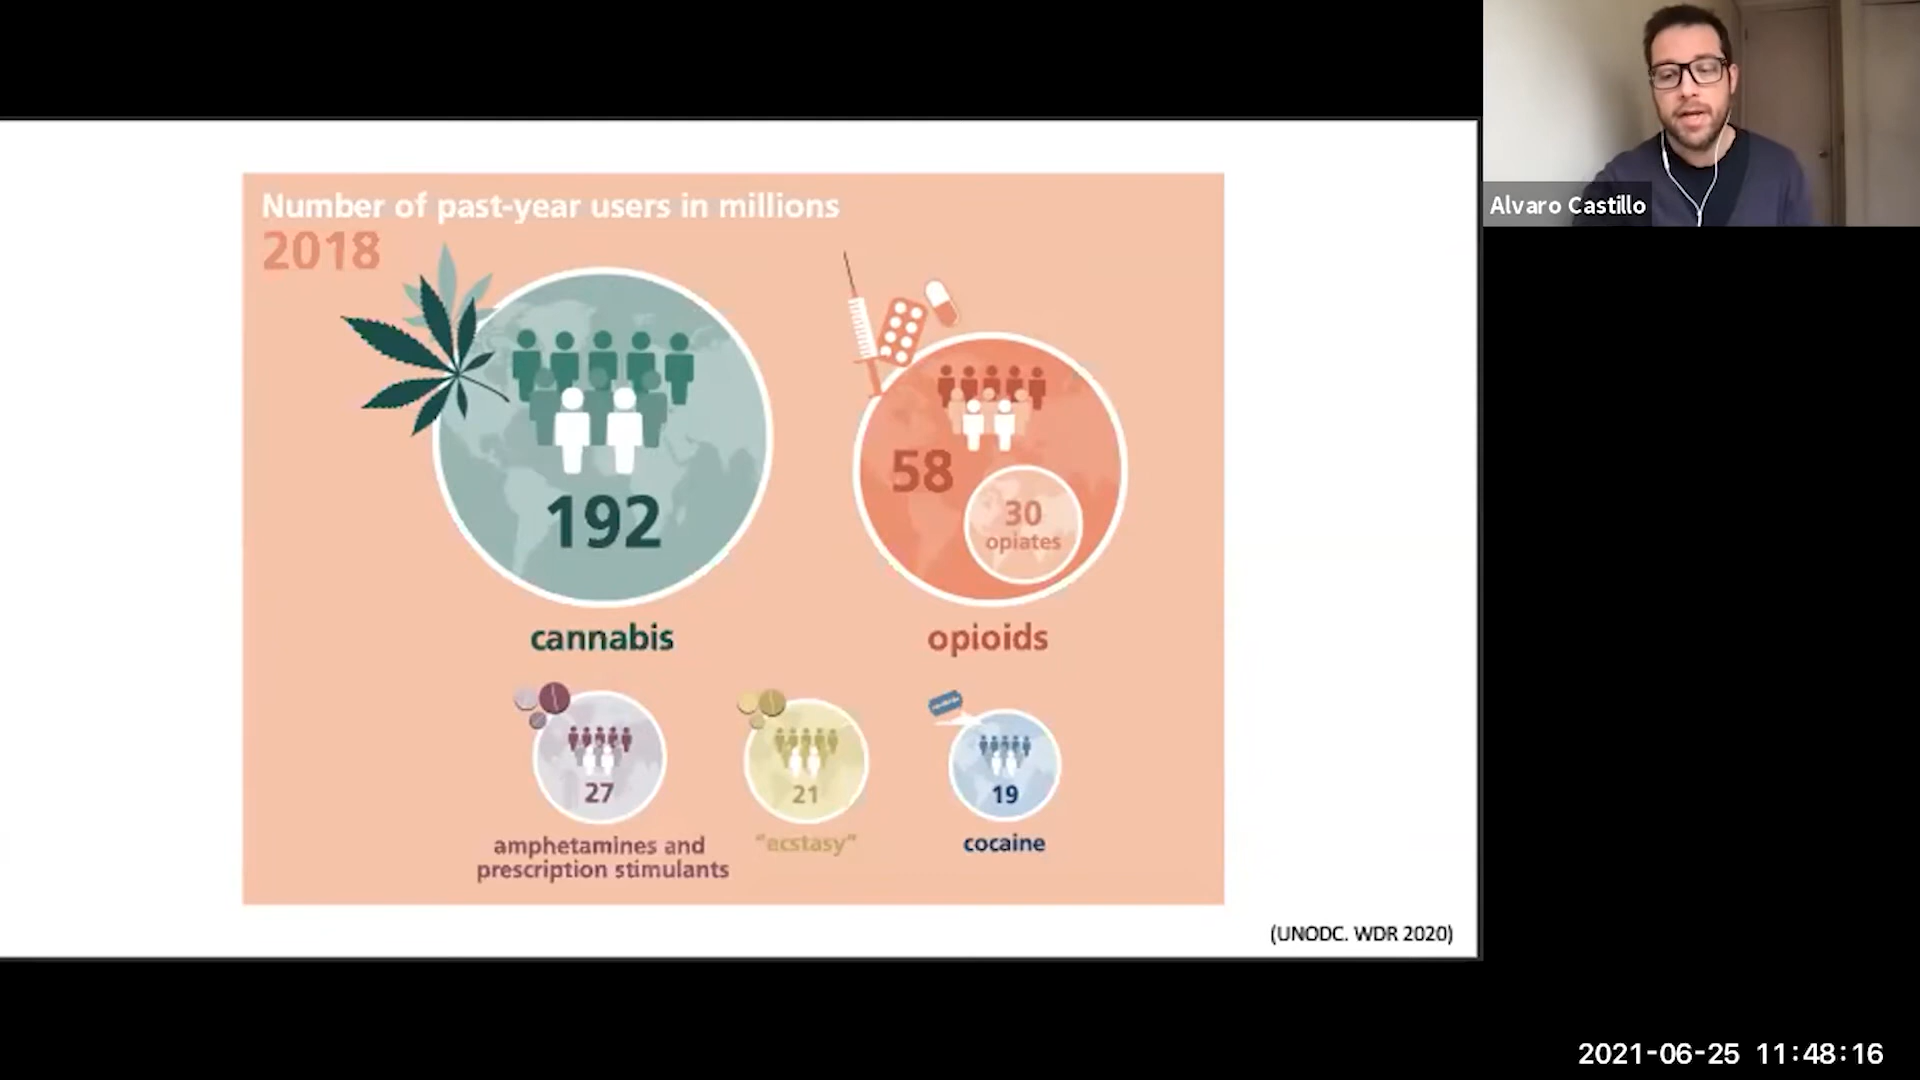 Number of past-year users in millions
2018
192
cannabis
58
30
opiates
opioids
27
amphetamines and
prescription stimulants
21
"ecstasy"
19
cocaine
(UNODC. WDR 2020)
Alvaro Castillo
2021-06-25 11:48:16